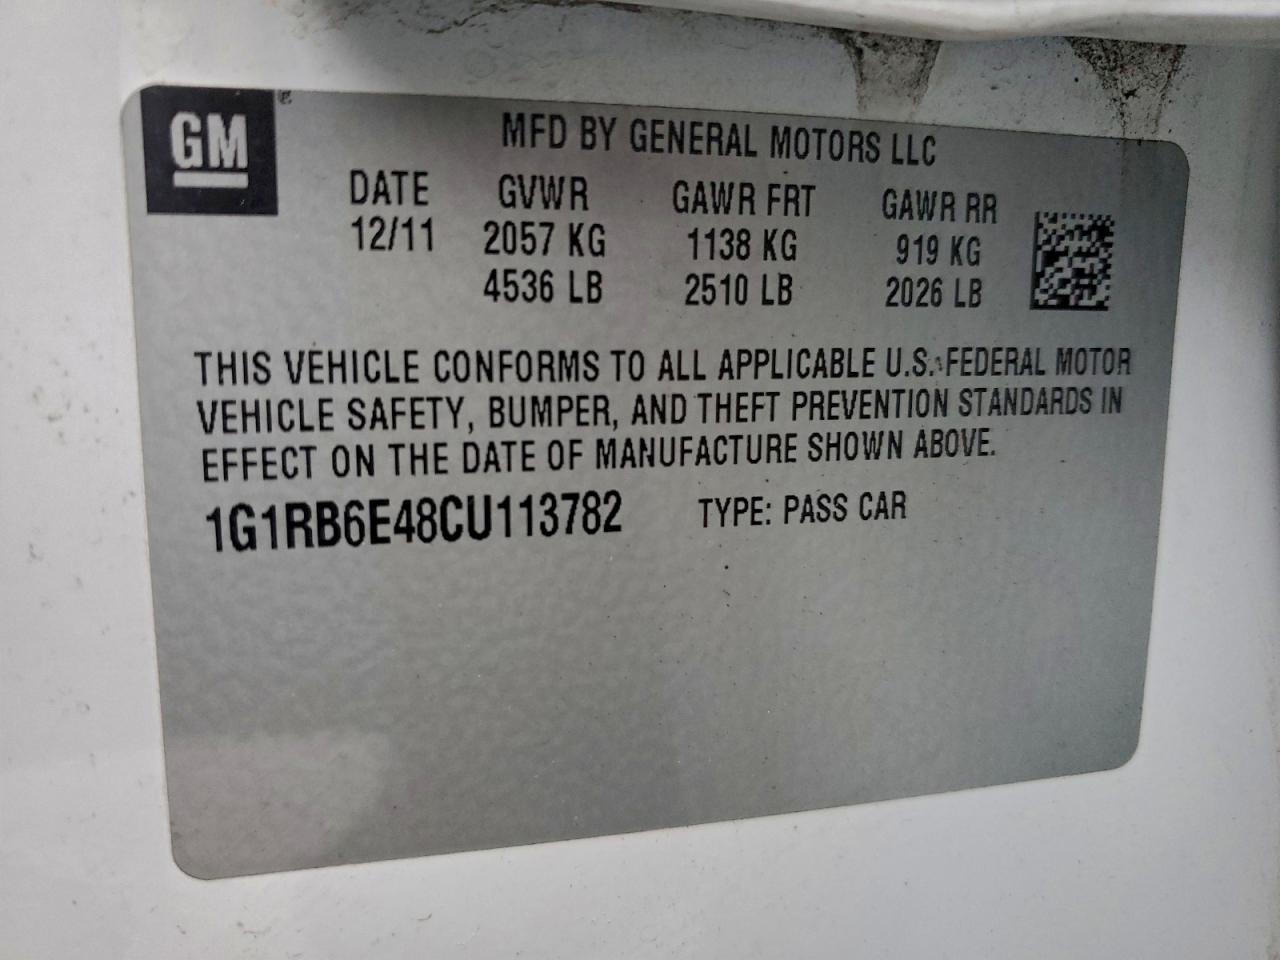 GM
MFD BY GENERAL MOTORS LLC
DATE GVWR GAWR FRT GAWR RR
12/11 2057 KG 1138 KG 919 KG
4536 LB 2510 LB 2026 LB
THIS VEHICLE CONFORMS TO ALL APPLICABLE U.S. FEDERAL MOTOR
VEHICLE SAFETY, BUMPER, AND THEFT PREVENTION STANDARDS IN
EFFECT ON THE DATE OF MANUFACTURE SHOWN ABOVE.
1G1RB6E48CU113782 TYPE: PASS CAR